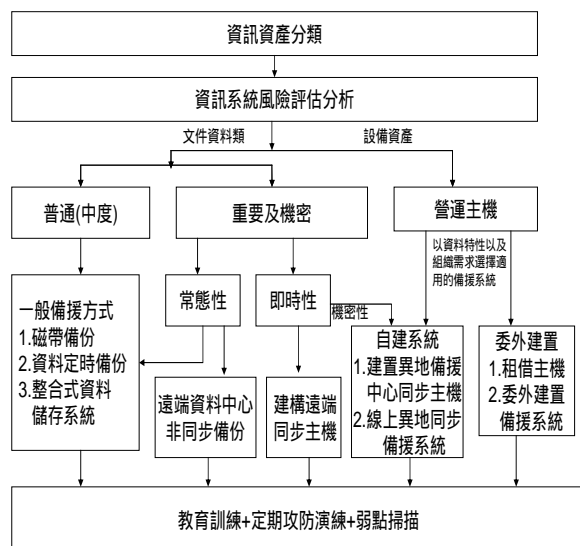 資訊資產分類
資訊系統風險評估分析
文件資料類
設備資產
普通(中度)
重要及機密
營運主機
以資料特性以及
組織需求選擇適
用的備援系統
一般備援方式
1.磁帶備份
2.資料定時備份
3.整合式資料
儲存系統
常態性
即時性
機密性
遠端資料中心
非同步備份
建構遠端
同步主機
自建系統
1.建置異地備援
中心同步主機
2.線上異地同步
備援系統
委外建置
1.租借主機
2.委外建置
備援系統
教育訓練+定期攻防演練+弱點掃描